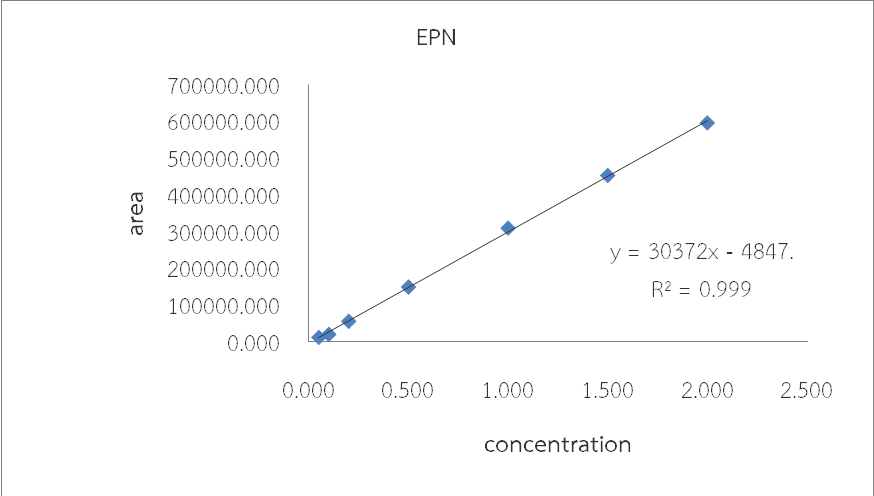 EPN
700000.000
600000.000
500000.000
400000.000
300000.000
200000.000
100000.000
0.000
area
y = 30372x - 4847.
R² = 0.999
0.000 0.500 1.000 1.500 2.000 2.500
concentration